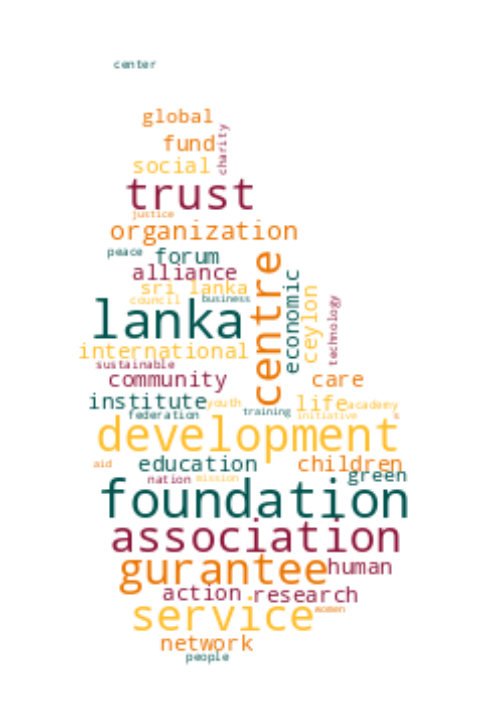 center
global
fund
charity
social
trust
justice
organization
peace
forum
centre
alliance
economic
sri lanka
ceylon
council
business
technology
lanka
international
sustainable
community
care
institute
youth
life
academy
federation
training
initiative
s
development
aid
education
children
nation
mission
green
foundation
association
gurantee
human
action
research
service
women
network
people